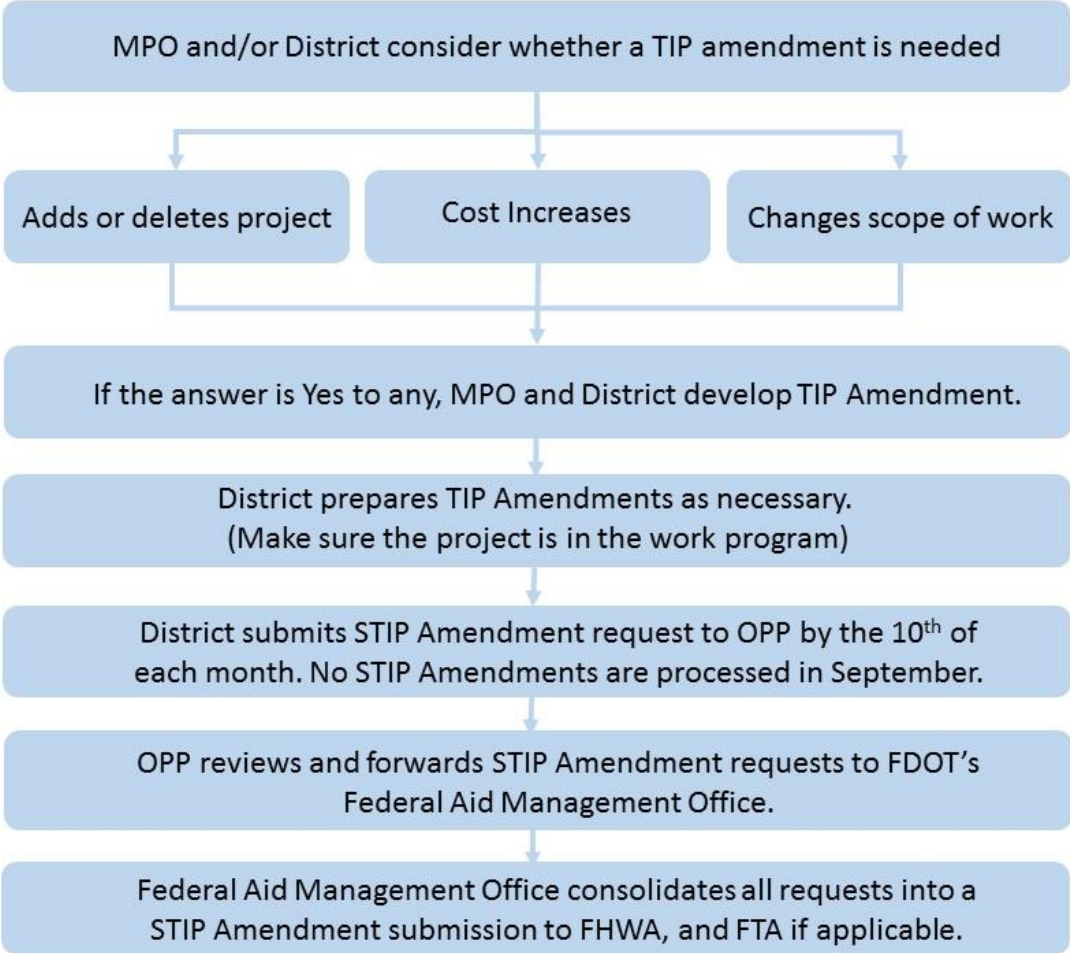 MPO and/or District consider whether a TIP amendment is needed
Adds or deletes project
Cost Increases
Changes scope of work
If the answer is Yes to any, MPO and District develop TIP Amendment.
District prepares TIP Amendments as necessary.
(Make sure the project is in the work program)
District submits STIP Amendment request to OPP by the 10th of
each month. No STIP Amendments are processed in September.
OPP reviews and forwards STIP Amendment requests to FDOT’s
Federal Aid Management Office.
Federal Aid Management Office consolidates all requests into a
STIP Amendment submission to FHWA, and FTA if applicable.